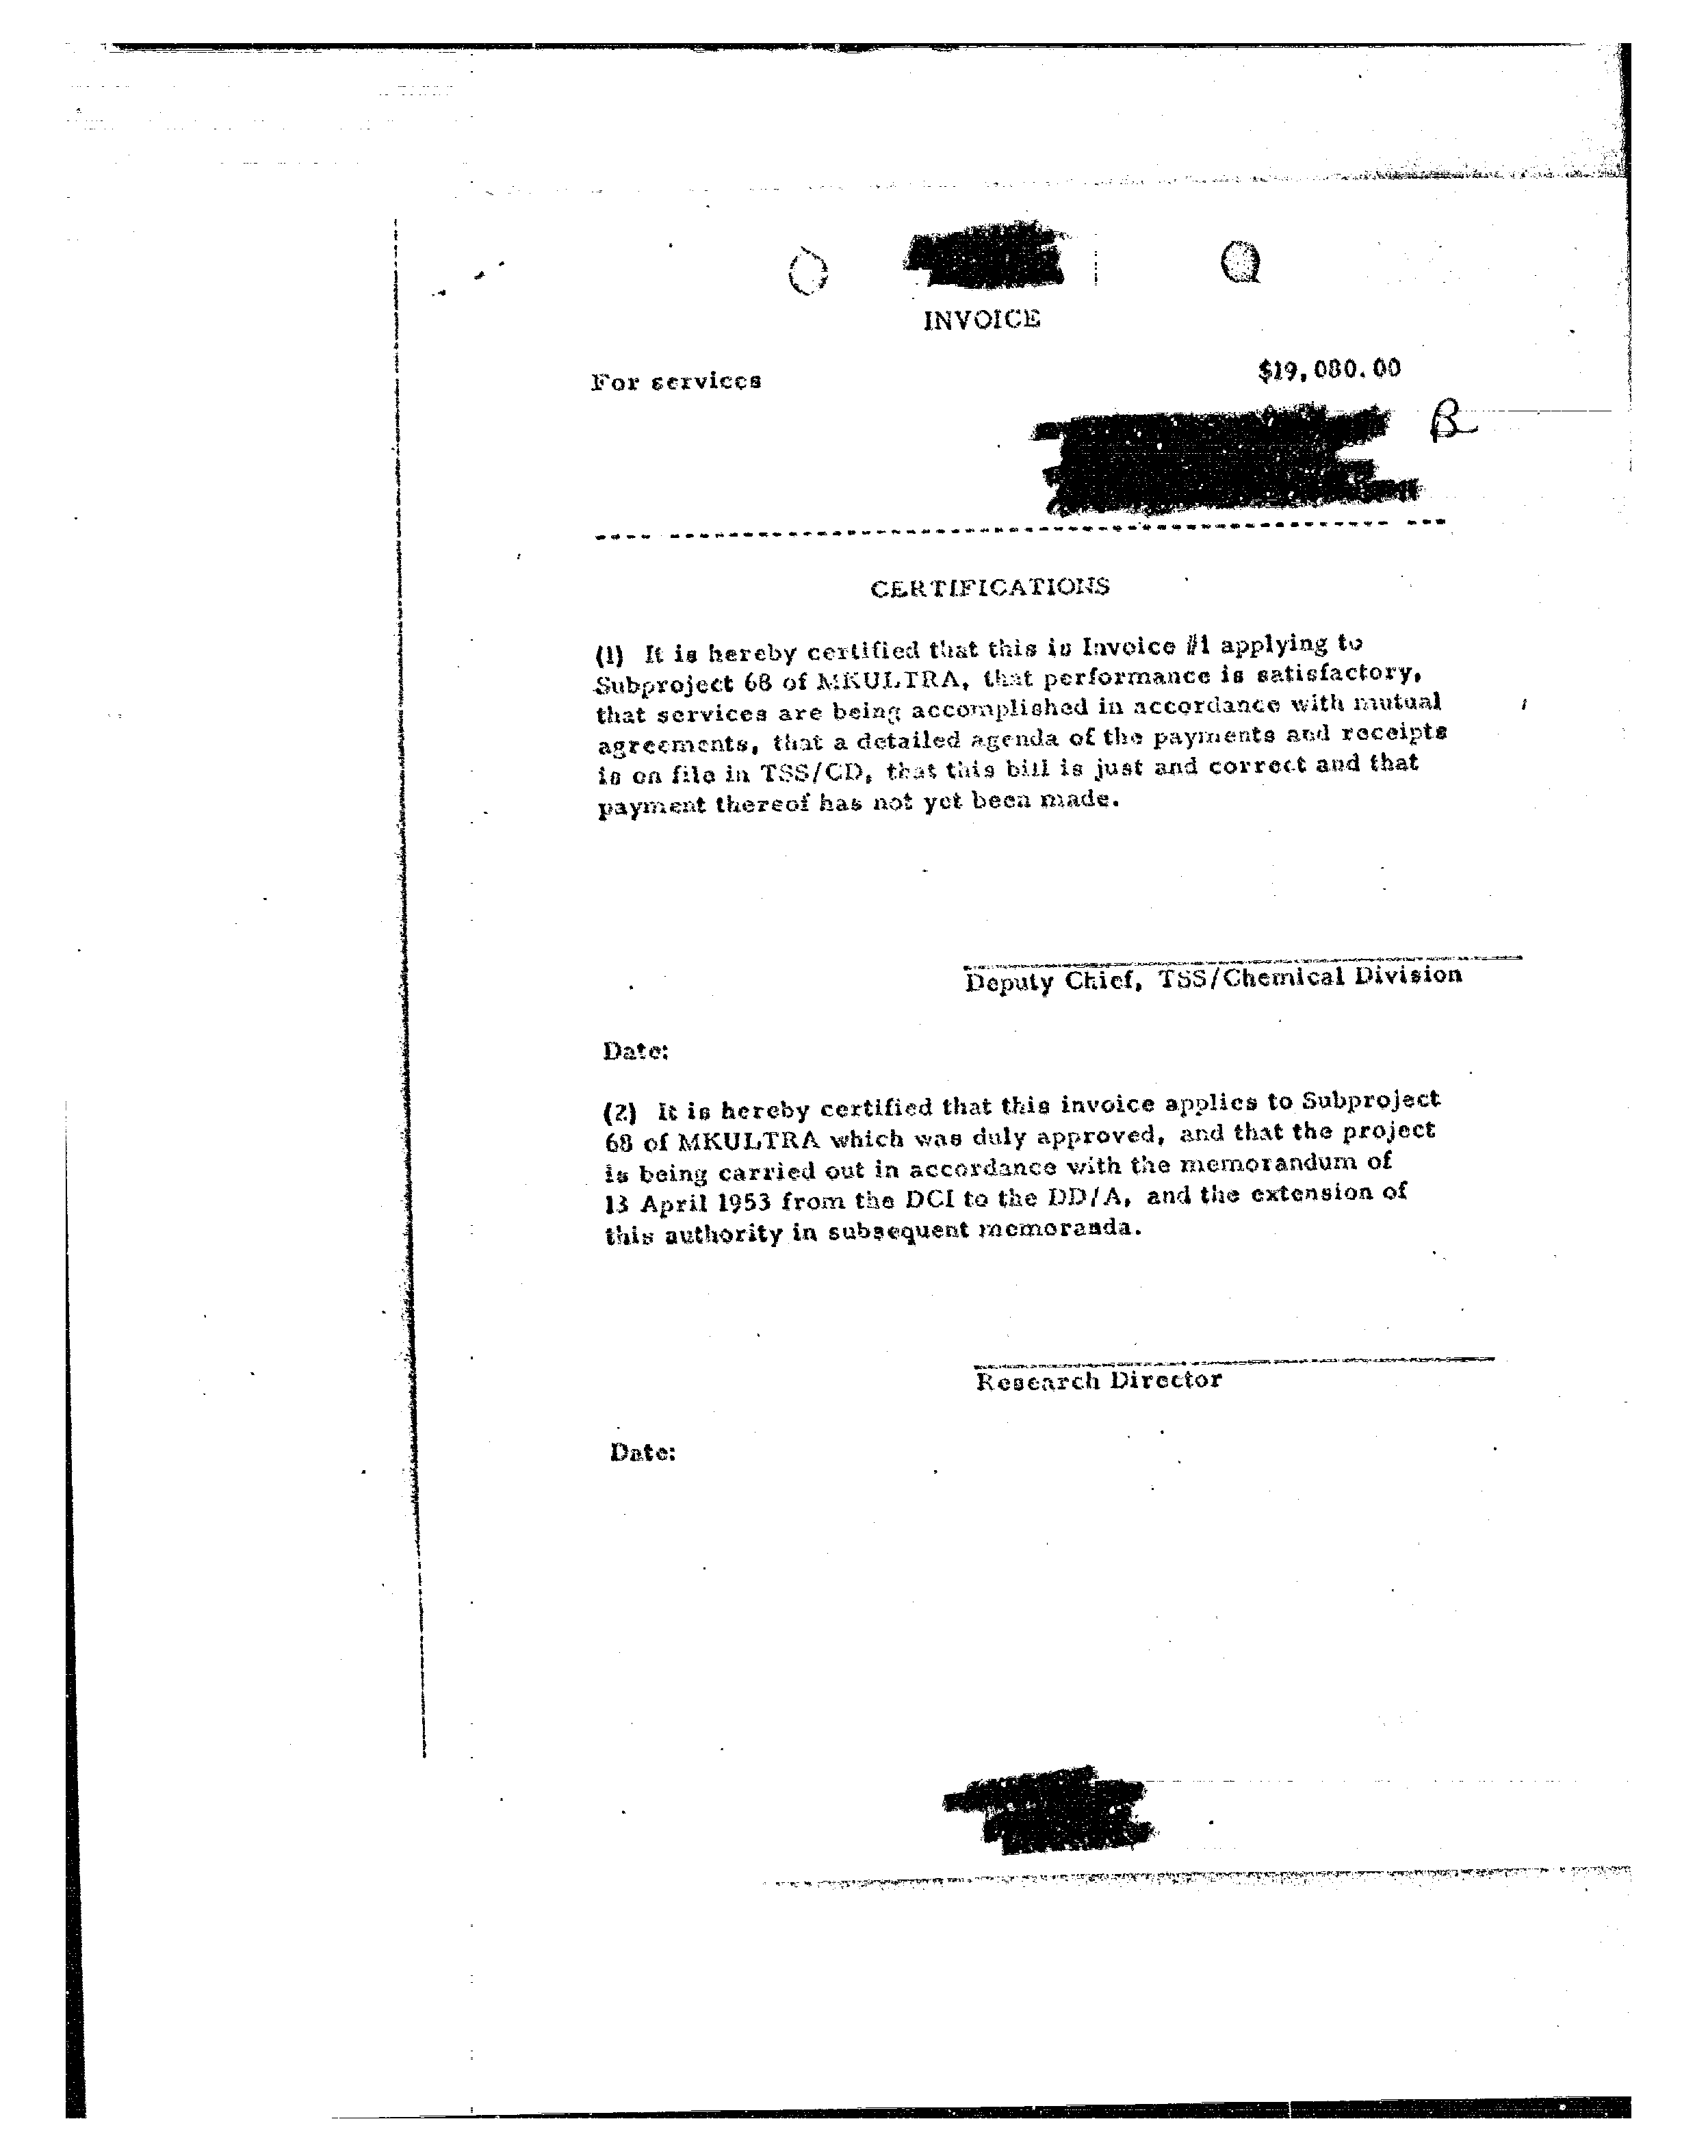 INVOICE
For services $19,080.00
B
CERTIFICATIONS
(1) It is hereby certified that this is Invoice #1 applying to
Subproject 68 of MKULTRA, that performance is satisfactory,
that services are being accomplished in accordance with mutual
agreements, that a detailed agenda of the payments and receipts
is on file in TSS/CD, that this bill is just and correct and that
payment thereof has not yet been made.
Deputy Chief, TSS/Chemical Division
Date:
(2) It is hereby certified that this invoice applies to Subproject
68 of MKULTRA which was duly approved, and that the project
is being carried out in accordance with the memorandum of
13 April 1953 from the DCI to the DD/A, and the extension of
this authority in subsequent memoranda.
Research Director
Date: